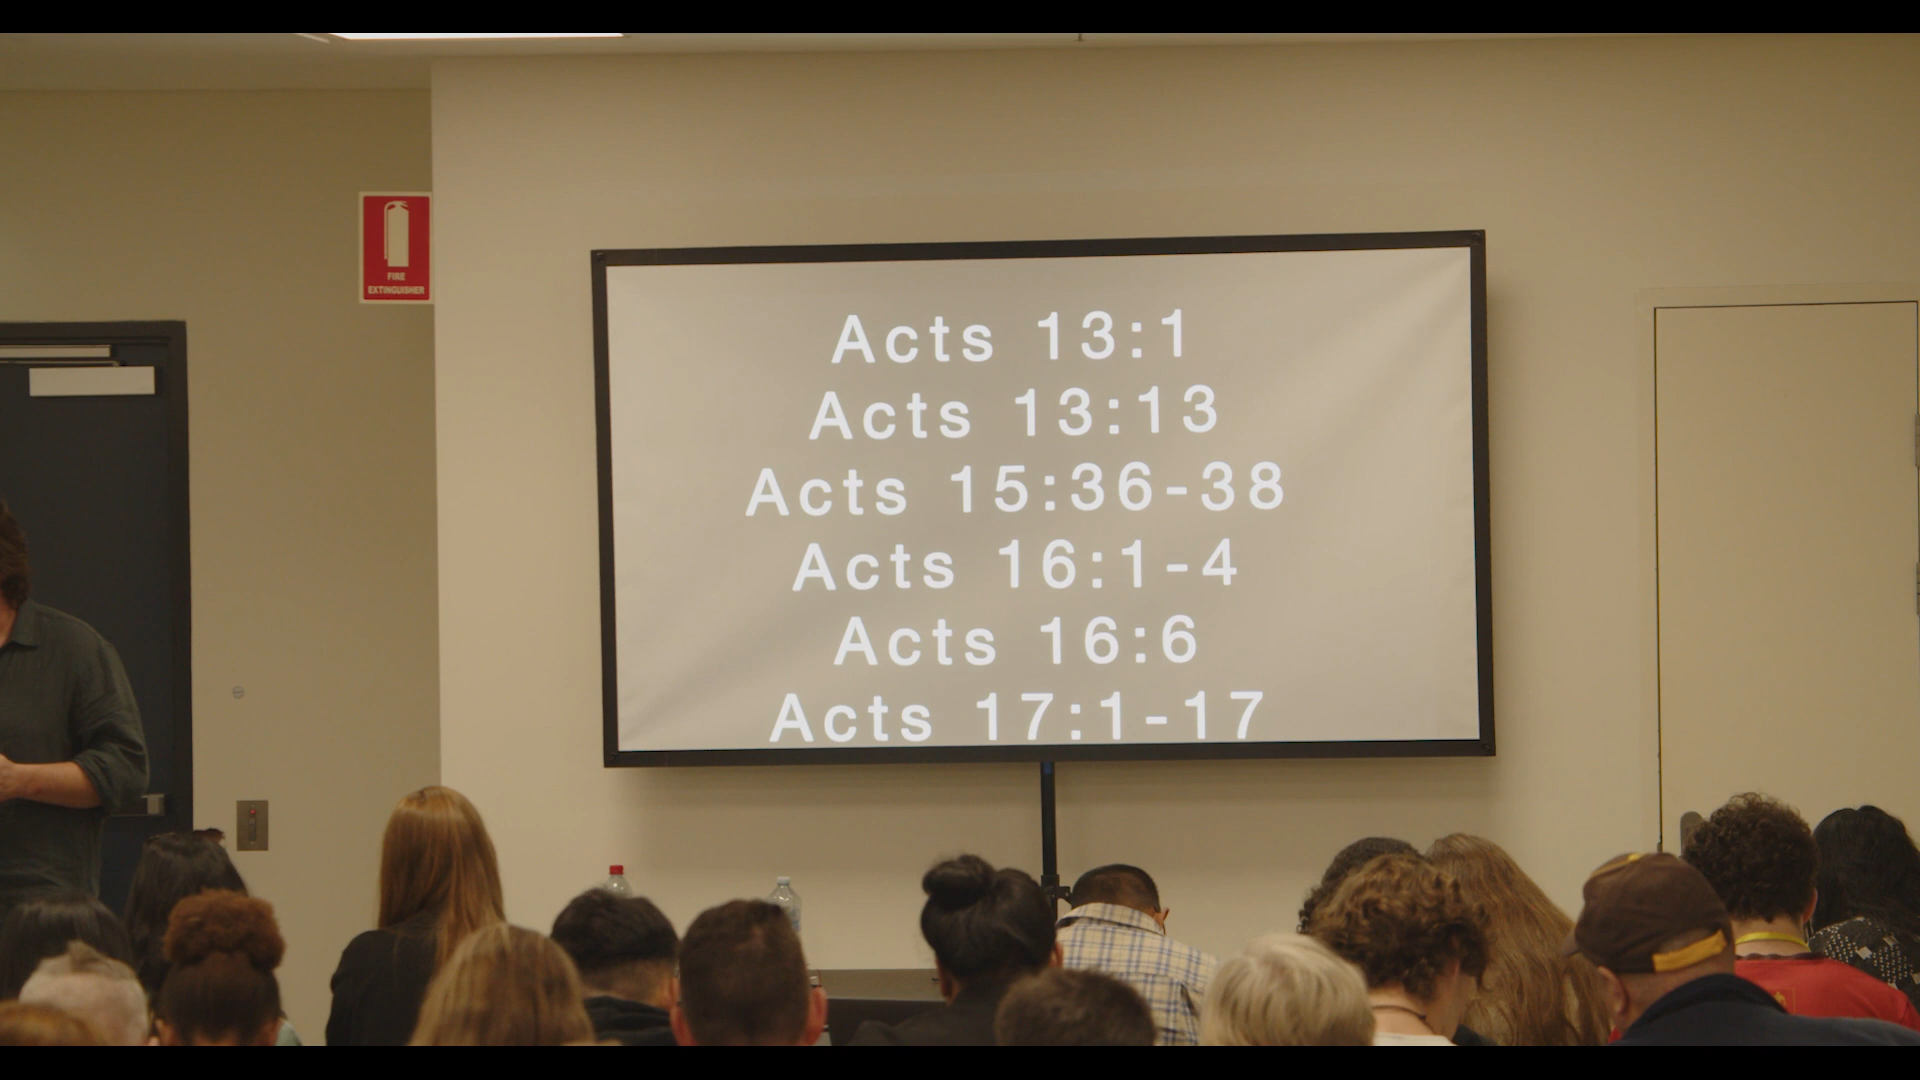 FIRE
EXTINGUISHER
Acts 13:1
Acts 13:13
Acts 15:36-38
Acts 16:1-4
Acts 16:6
Acts 17:1-17